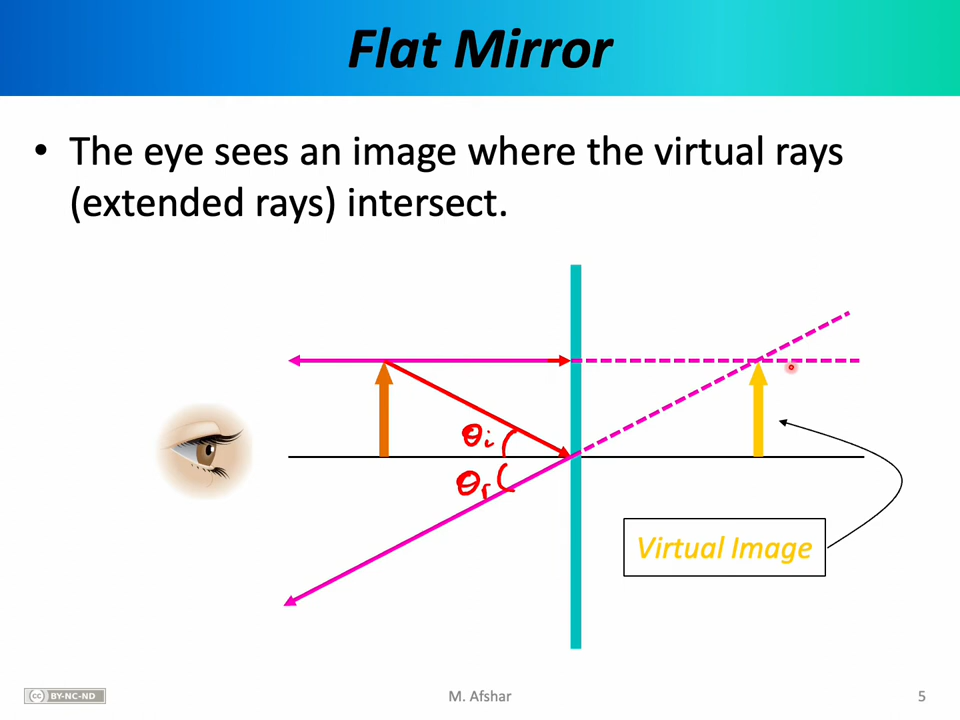 Flat Mirror
• The eye sees an image where the virtual rays
(extended rays) intersect.
θi
θr
Virtual Image
cc BY-NC-ND
M. Afshar
5